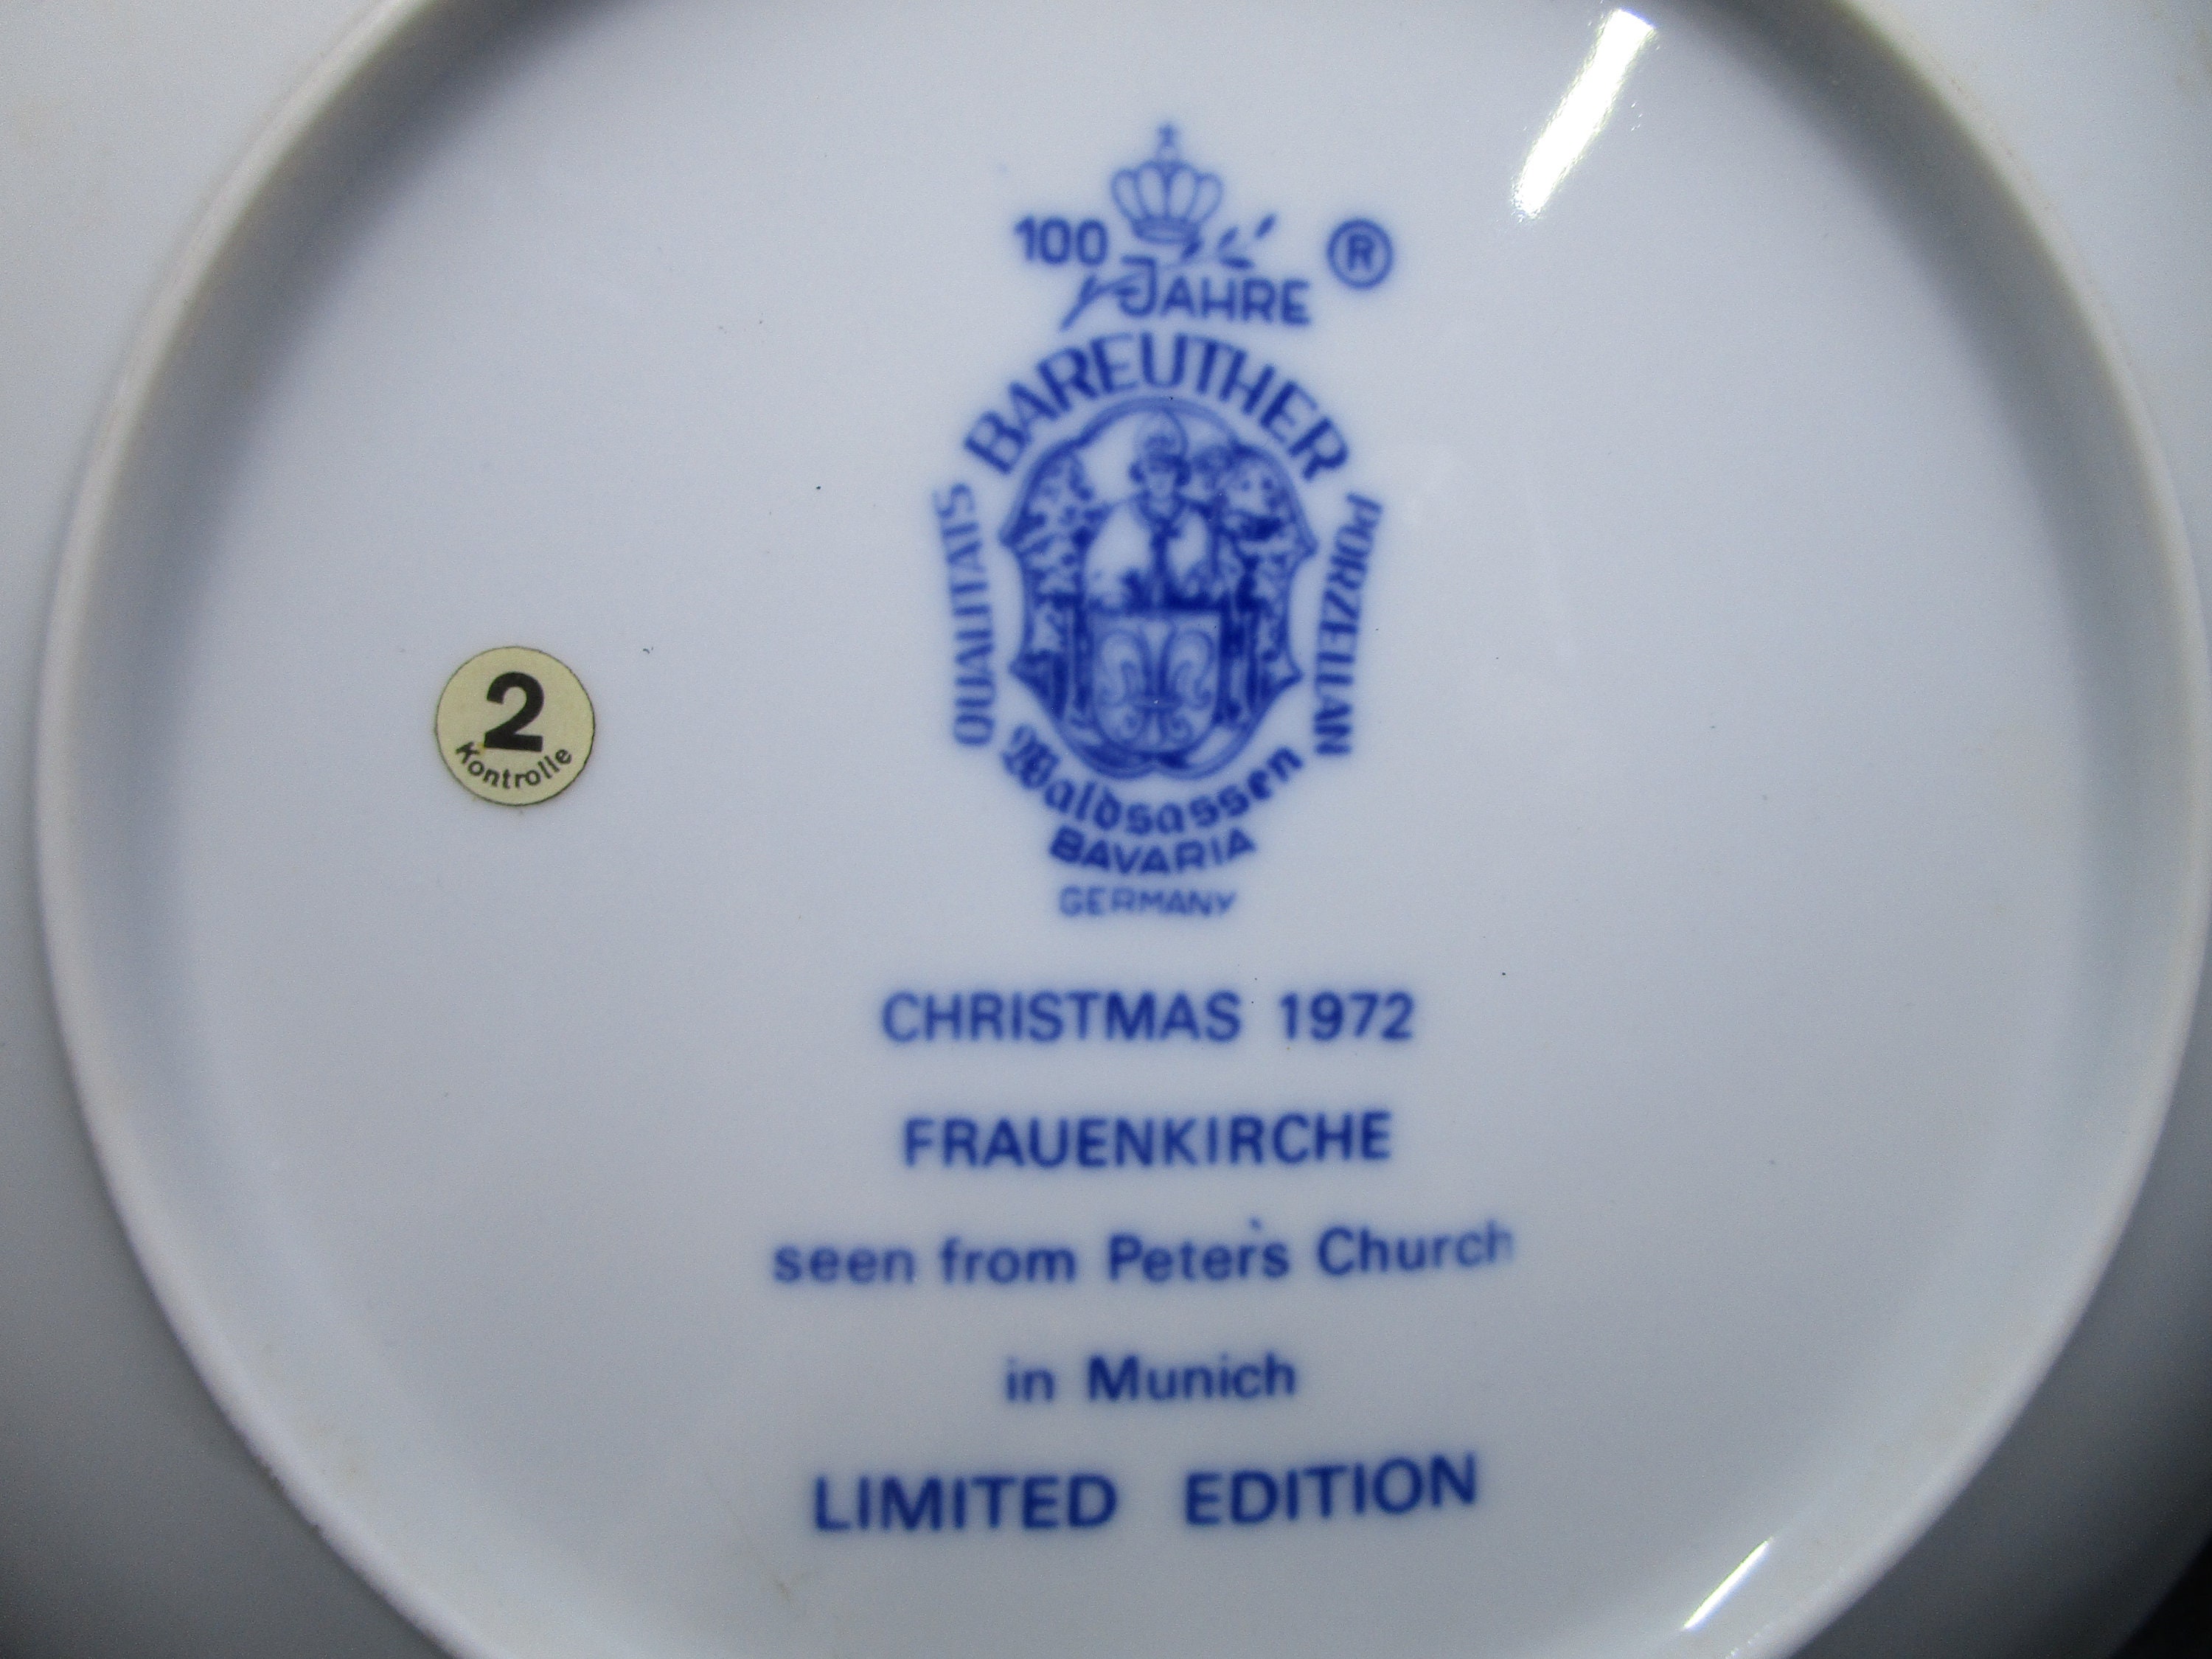 100
JAHRE
®
BAREUTHER
QUALITÄTS
PORZELLAN
Waldsassen
BAVARIA
GERMANY
2
Kontrolle
CHRISTMAS 1972
FRAUENKIRCHE
seen from Peter's Church
in Munich
LIMITED EDITION